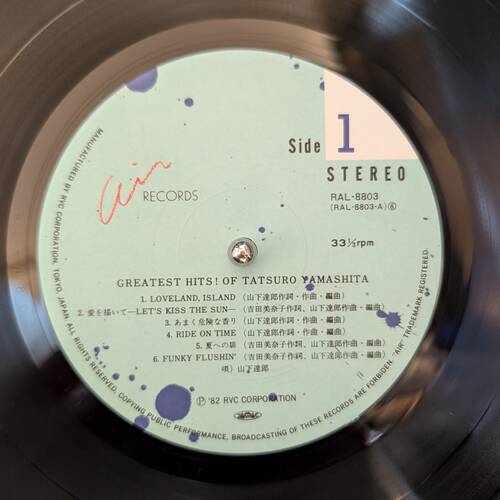 Side 1
STEREO
air RECORDS
RAL-8803
(RAL-8803-A) ⑥
33 1/3 rpm
GREATEST HITS! OF TATSURO YAMASHITA
1. LOVELAND, ISLAND (山下達郎作詞・作曲・編曲)
2. 愛を描いて—LET'S KISS THE SUN— (吉田美奈子作詞、山下達郎作曲・編曲)
3. あまく危険な香り (山下達郎作詞・作曲・編曲)
4. RIDE ON TIME (山下達郎作詞・作曲・編曲)
5. 夏への扉 (吉田美奈子作詞、山下達郎作曲・編曲)
6. FUNKY FLUSHIN' (吉田美奈子作詞、山下達郎作曲・編曲)
唄) 山下達郎
Ⓟ '82 RVC CORPORATION
MANUFACTURED BY RVC CORPORATION, TOKYO, JAPAN ALL RIGHTS RESERVED, COPYING PUBLIC PERFORMANCE, BROADCASTING OF THESE RECORDS ARE FORBIDDEN. "AIR" TRADEMARK REGISTERED.